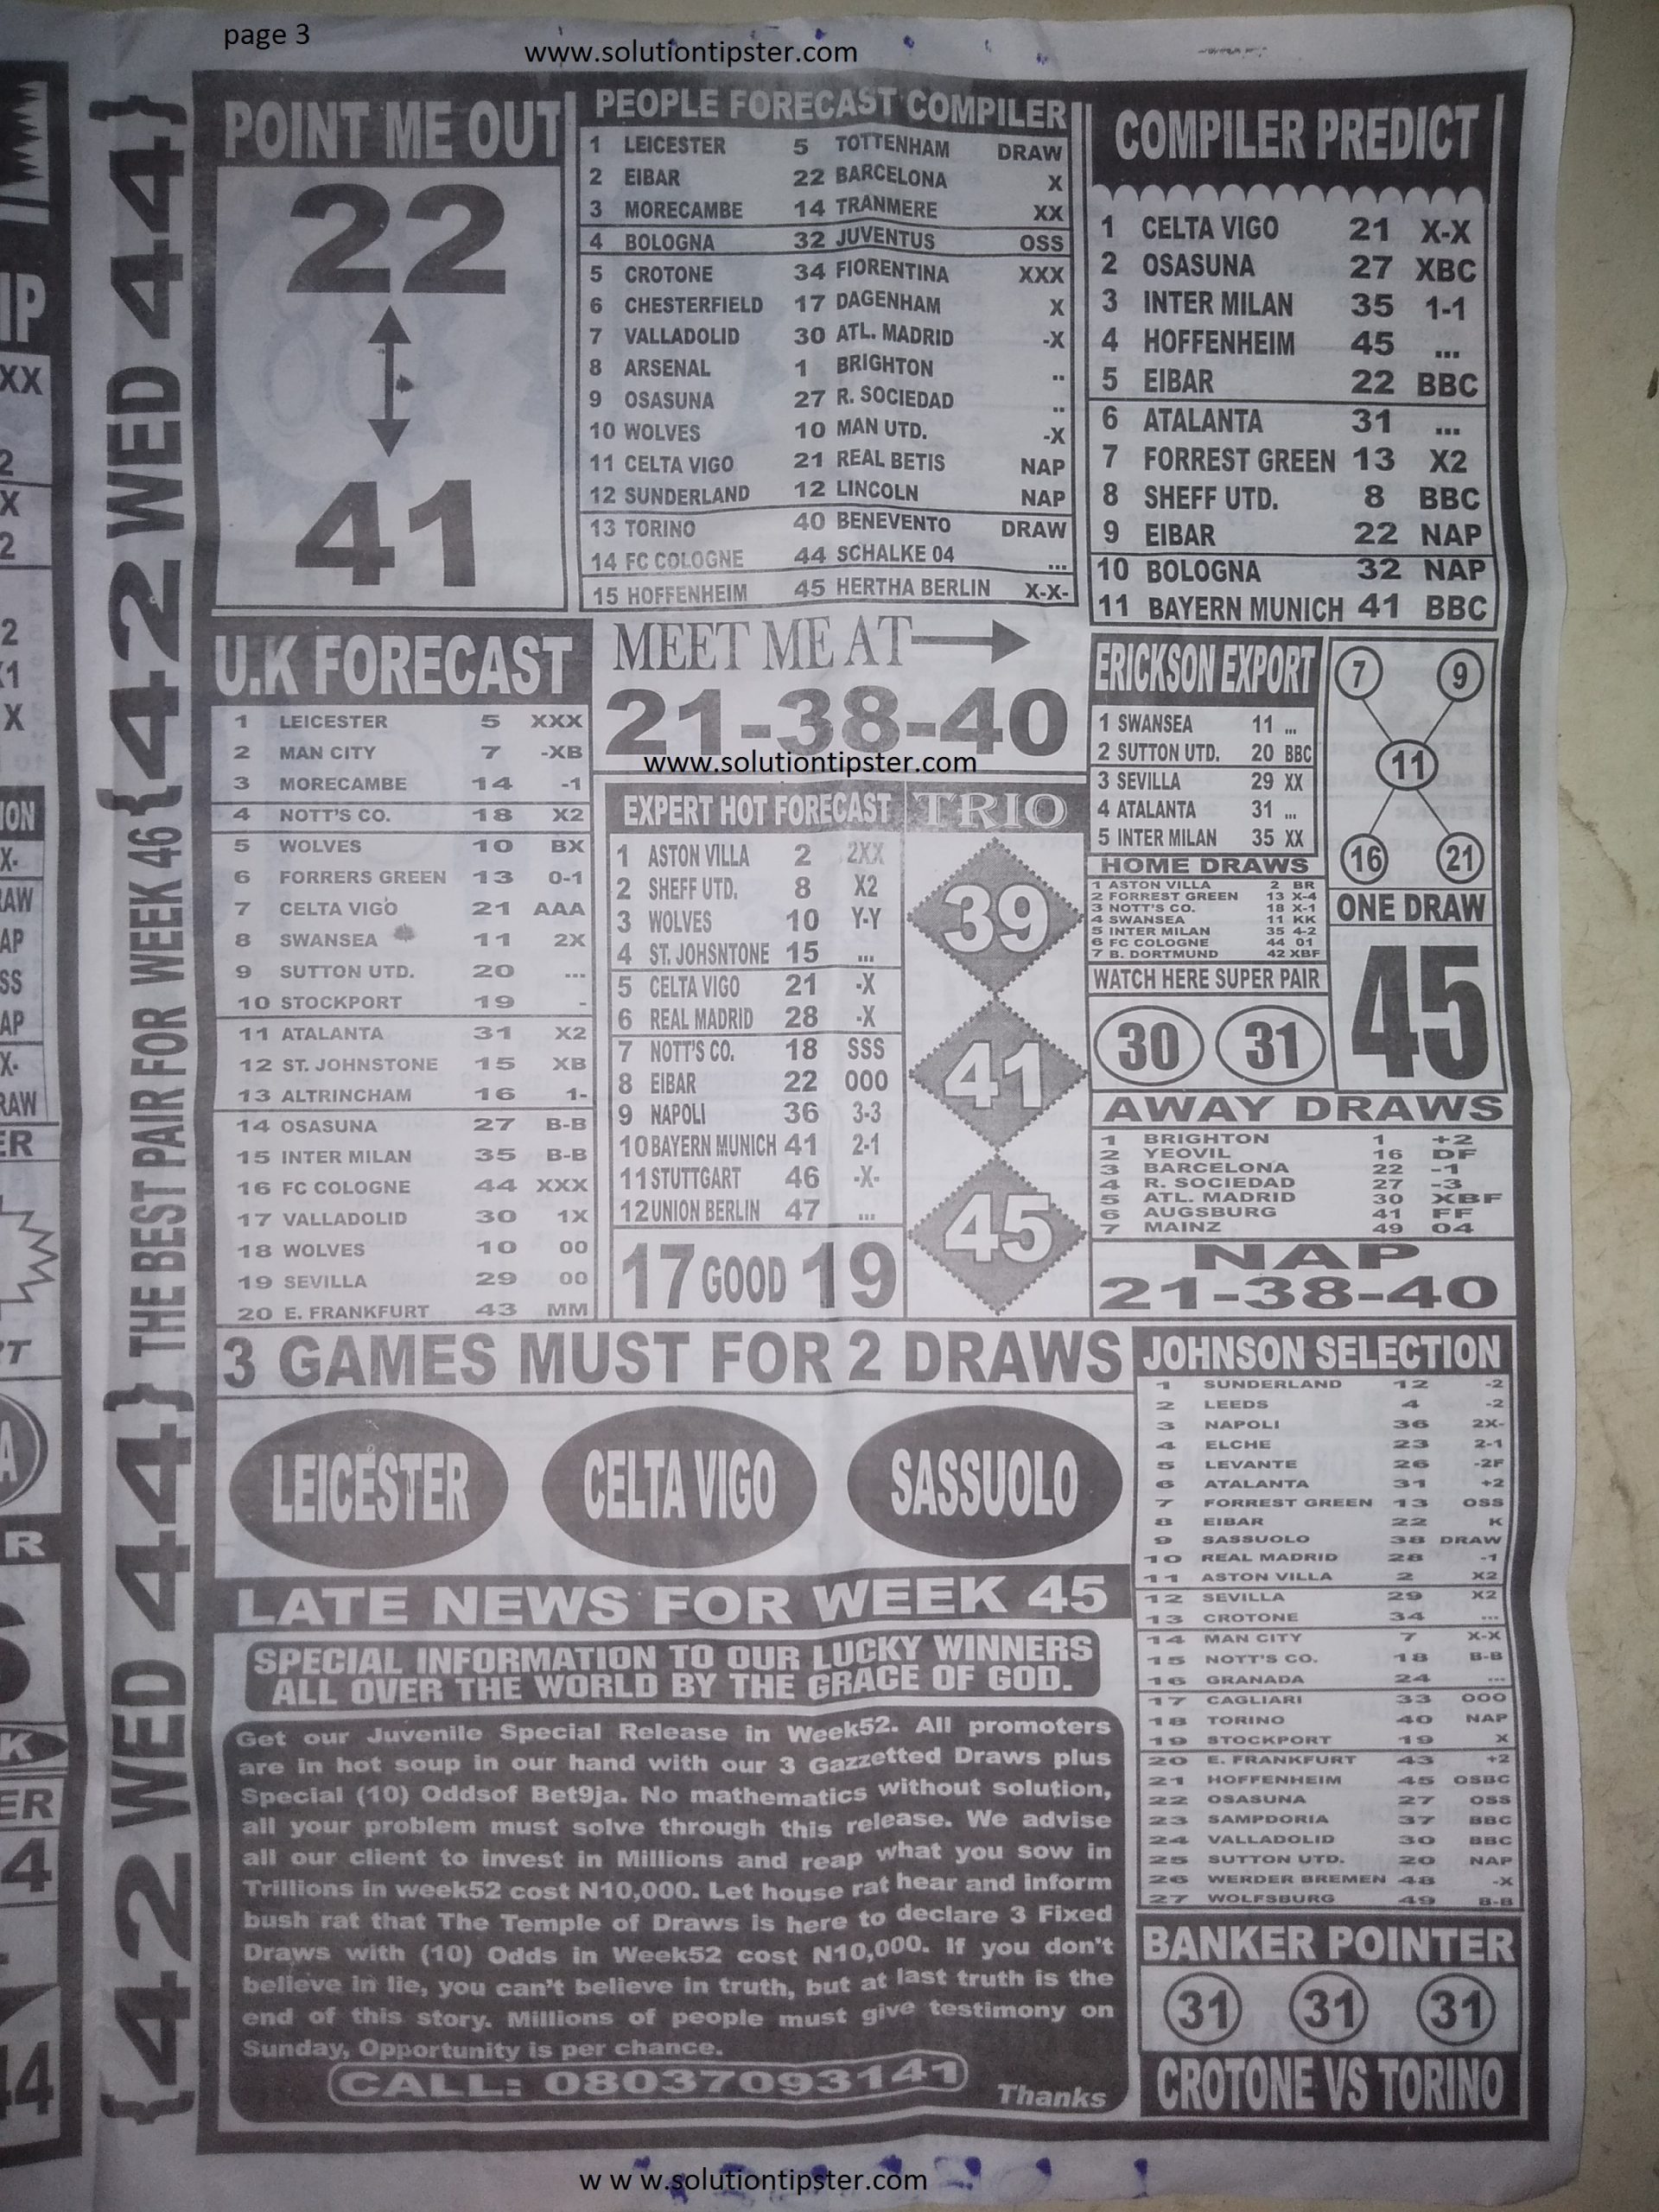 page 3
www.solutiontipster.com
{42 WED 44} THE BEST PAIR FOR WEEK 46 {42 WED 44}
POINT ME OUT
22
41
PEOPLE FORECAST COMPILER
1 LEICESTER 5 TOTTENHAM DRAW
2 EIBAR 22 BARCELONA X
3 MORECAMBE 14 TRANMERE XX
4 BOLOGNA 32 JUVENTUS OSS
5 CROTONE 34 FIORENTINA XXX
6 CHESTERFIELD 17 DAGENHAM X
7 VALLADOLID 30 ATL. MADRID -X
8 ARSENAL 1 BRIGHTON ..
9 OSASUNA 27 R. SOCIEDAD ..
10 WOLVES 10 MAN UTD. -X
11 CELTA VIGO 21 REAL BETIS NAP
12 SUNDERLAND 12 LINCOLN NAP
13 TORINO 40 BENEVENTO DRAW
14 FC COLOGNE 44 SCHALKE 04 ...
15 HOFFENHEIM 45 HERTHA BERLIN X-X-
COMPILER PREDICT
1 CELTA VIGO 21 X-X
2 OSASUNA 27 XBC
3 INTER MILAN 35 1-1
4 HOFFENHEIM 45 ...
5 EIBAR 22 BBC
6 ATALANTA 31 ...
7 FORREST GREEN 13 X2
8 SHEFF UTD. 8 BBC
9 EIBAR 22 NAP
10 BOLOGNA 32 NAP
11 BAYERN MUNICH 41 BBC
U.K FORECAST
1 LEICESTER 5 XXX
2 MAN CITY 7 -XB
3 MORECAMBE 14 -1
4 NOTT'S CO. 18 X2
5 WOLVES 10 BX
6 FORRERS GREEN 13 0-1
7 CELTA VIGO 21 AAA
8 SWANSEA 11 2X
9 SUTTON UTD. 20 ...
10 STOCKPORT 19 -
11 ATALANTA 31 X2
12 ST. JOHNSTONE 15 XB
13 ALTRINCHAM 16 1-
14 OSASUNA 27 B-B
15 INTER MILAN 35 B-B
16 FC COLOGNE 44 XXX
17 VALLADOLID 30 1X
18 WOLVES 10 00
19 SEVILLA 29 00
20 E. FRANKFURT 43 MM
MEET ME AT
21-38-40
www.solutiontipster.com
EXPERT HOT FORECAST
1 ASTON VILLA 2 2XX
2 SHEFF UTD. 8 X2
3 WOLVES 10 Y-Y
4 ST. JOHSNTONE 15 ...
5 CELTA VIGO 21 -X
6 REAL MADRID 28 -X
7 NOTT'S CO. 18 SSS
8 EIBAR 22 000
9 NAPOLI 36 3-3
10 BAYERN MUNICH 41 2-1
11 STUTTGART 46 -X-
12 UNION BERLIN 47 ...
17 GOOD 19
TRIO
39
41
45
ERICKSON EXPORT
1 SWANSEA 11 ...
2 SUTTON UTD. 20 BBC
3 SEVILLA 29 XX
4 ATALANTA 31 ...
5 INTER MILAN 35 XX
7 9
11
16 21
HOME DRAWS
1 ASTON VILLA 2 BR
2 FORREST GREEN 13 X-4
3 NOTT'S CO. 18 X-1
4 SWANSEA 11 KK
5 INTER MILAN 35 4-2
6 FC COLOGNE 44 01
7 B. DORTMUND 42 XBF
ONE DRAW
45
WATCH HERE SUPER PAIR
30 31
AWAY DRAWS
1 BRIGHTON 1 +2
2 YEOVIL 16 DF
3 BARCELONA 22 -1
4 R. SOCIEDAD 27 -3
5 ATL. MADRID 30 XBF
6 AUGSBURG 41 FF
7 MAINZ 49 04
NAP
21-38-40
3 GAMES MUST FOR 2 DRAWS
LEICESTER CELTA VIGO SASSUOLO
LATE NEWS FOR WEEK 45
SPECIAL INFORMATION TO OUR LUCKY WINNERS
ALL OVER THE WORLD BY THE GRACE OF GOD.
Get our Juvenile Special Release in Week52. All promoters
are in hot soup in our hand with our 3 Gazzetted Draws plus
Special (10) Oddsof Bet9ja. No mathematics without solution,
all your problem must solve through this release. We advise
all our client to invest in Millions and reap what you sow in
Trillions in week52 cost N10,000. Let house rat hear and inform
bush rat that The Temple of Draws is here to declare 3 Fixed
Draws with (10) Odds in Week52 cost N10,000. If you don't
believe in lie, you can't believe in truth, but at last truth is the
end of this story. Millions of people must give testimony on
Sunday, Opportunity is per chance.
CALL: 08037093141
Thanks
JOHNSON SELECTION
1 SUNDERLAND 12 -2
2 LEEDS 4 -2
3 NAPOLI 36 2X-
4 ELCHE 23 2-1
5 LEVANTE 26 -2F
6 ATALANTA 31 +2
7 FORREST GREEN 13 OSS
8 EIBAR 22 K
9 SASSUOLO 38 DRAW
10 REAL MADRID 28 -1
11 ASTON VILLA 2 X2
12 SEVILLA 29 X2
13 CROTONE 34 ...
14 MAN CITY 7 X-X
15 NOTT'S CO. 18 B-B
16 GRANADA 24 ...
17 CAGLIARI 33 OOO
18 TORINO 40 NAP
19 STOCKPORT 19 X
20 E. FRANKFURT 43 +2
21 HOFFENHEIM 45 OSBC
22 OSASUNA 27 OSS
23 SAMPDORIA 37 BBC
24 VALLADOLID 30 BBC
25 SUTTON UTD. 20 NAP
26 WERDER BREMEN 48 -X
27 WOLFSBURG 49 B-B
BANKER POINTER
31 31 31
CROTONE VS TORINO
w w w.solutiontipster.com